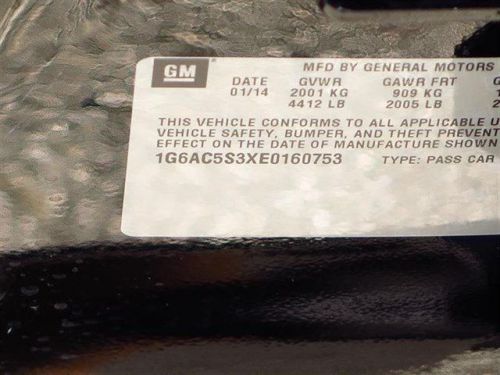 GM
MFD BY GENERAL MOTORS
DATE GVWR GAWR FRT
01/14 2001 KG 909 KG
4412 LB 2005 LB
THIS VEHICLE CONFORMS TO ALL APPLICABLE
VEHICLE SAFETY, BUMPER, AND THEFT PREVENT
EFFECT ON THE DATE OF MANUFACTURE SHOWN
1G6AC5S3XE0160753 TYPE: PASS CAR